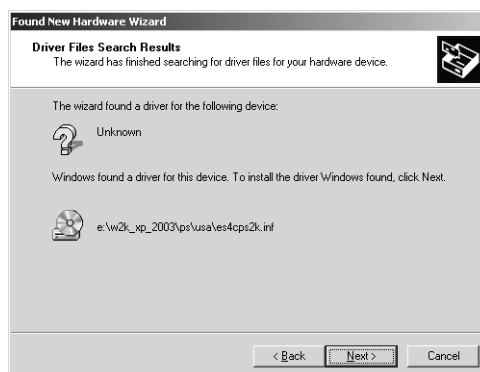 Found New Hardware Wizard
Driver Files Search Results
The wizard has finished searching for driver files for your hardware device.
The wizard found a driver for the following device:
Unknown
Windows found a driver for this device. To install the driver Windows found, click Next.
e:\w2k_xp_2003\ps\usa\es4cps2k.inf
< Back Next > Cancel